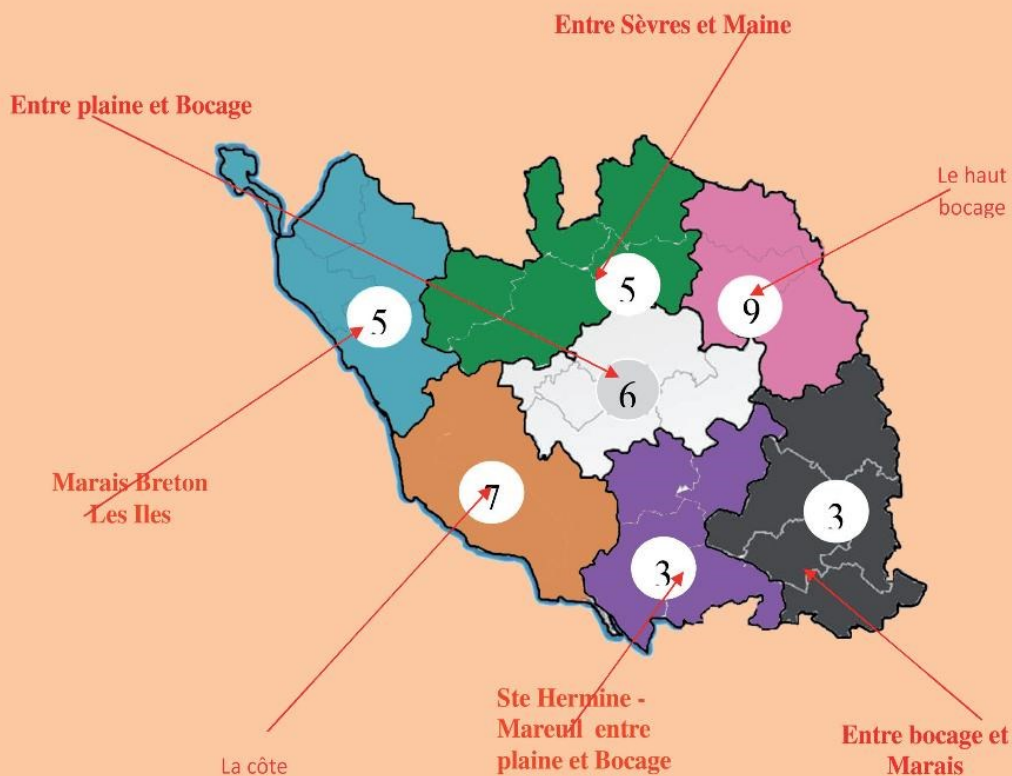 Entre Sèvres et Maine
Entre plaine et Bocage
Le haut
bocage
5
5
9
6
Marais Breton
Les Iles
7
3
3
Ste Hermine -
Mareuil entre
plaine et Bocage
Entre bocage et
Marais
La côte